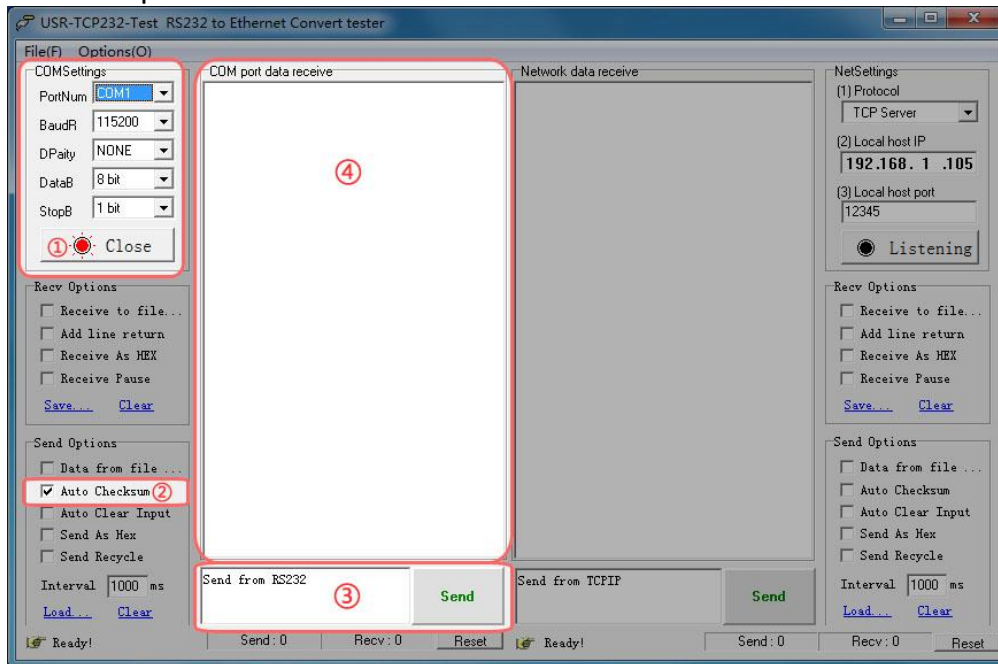 USR-TCP232-Test RS232 to Ethernet Convert tester
File(F) Options(O)
COMSettings
PortNum COM1
BaudR 115200
DPaity NONE
DataB 8 bit
StopB 1 bit
① Close
Recv Options
Receive to file...
Add line return
Receive As HEX
Receive Pause
Save... Clear
Send Options
Data from file ...
Auto Checksum ②
Auto Clear Input
Send As Hex
Send Recycle
Interval 1000 ms
Load... Clear
COM port data receive
④
Send from RS232
③
Send
Network data receive
Send from TCPIP
Send
NetSettings
(1) Protocol
TCP Server
(2) Local host IP
192.168. 1 .105
(3) Local host port
12345
Listening
Recv Options
Receive to file...
Add line return
Receive As HEX
Receive Pause
Save... Clear
Send Options
Data from file ...
Auto Checksum
Auto Clear Input
Send As Hex
Send Recycle
Interval 1000 ms
Load... Clear
Ready! Send : 0 Recv : 0 Reset
Ready! Send : 0 Recv : 0 Reset